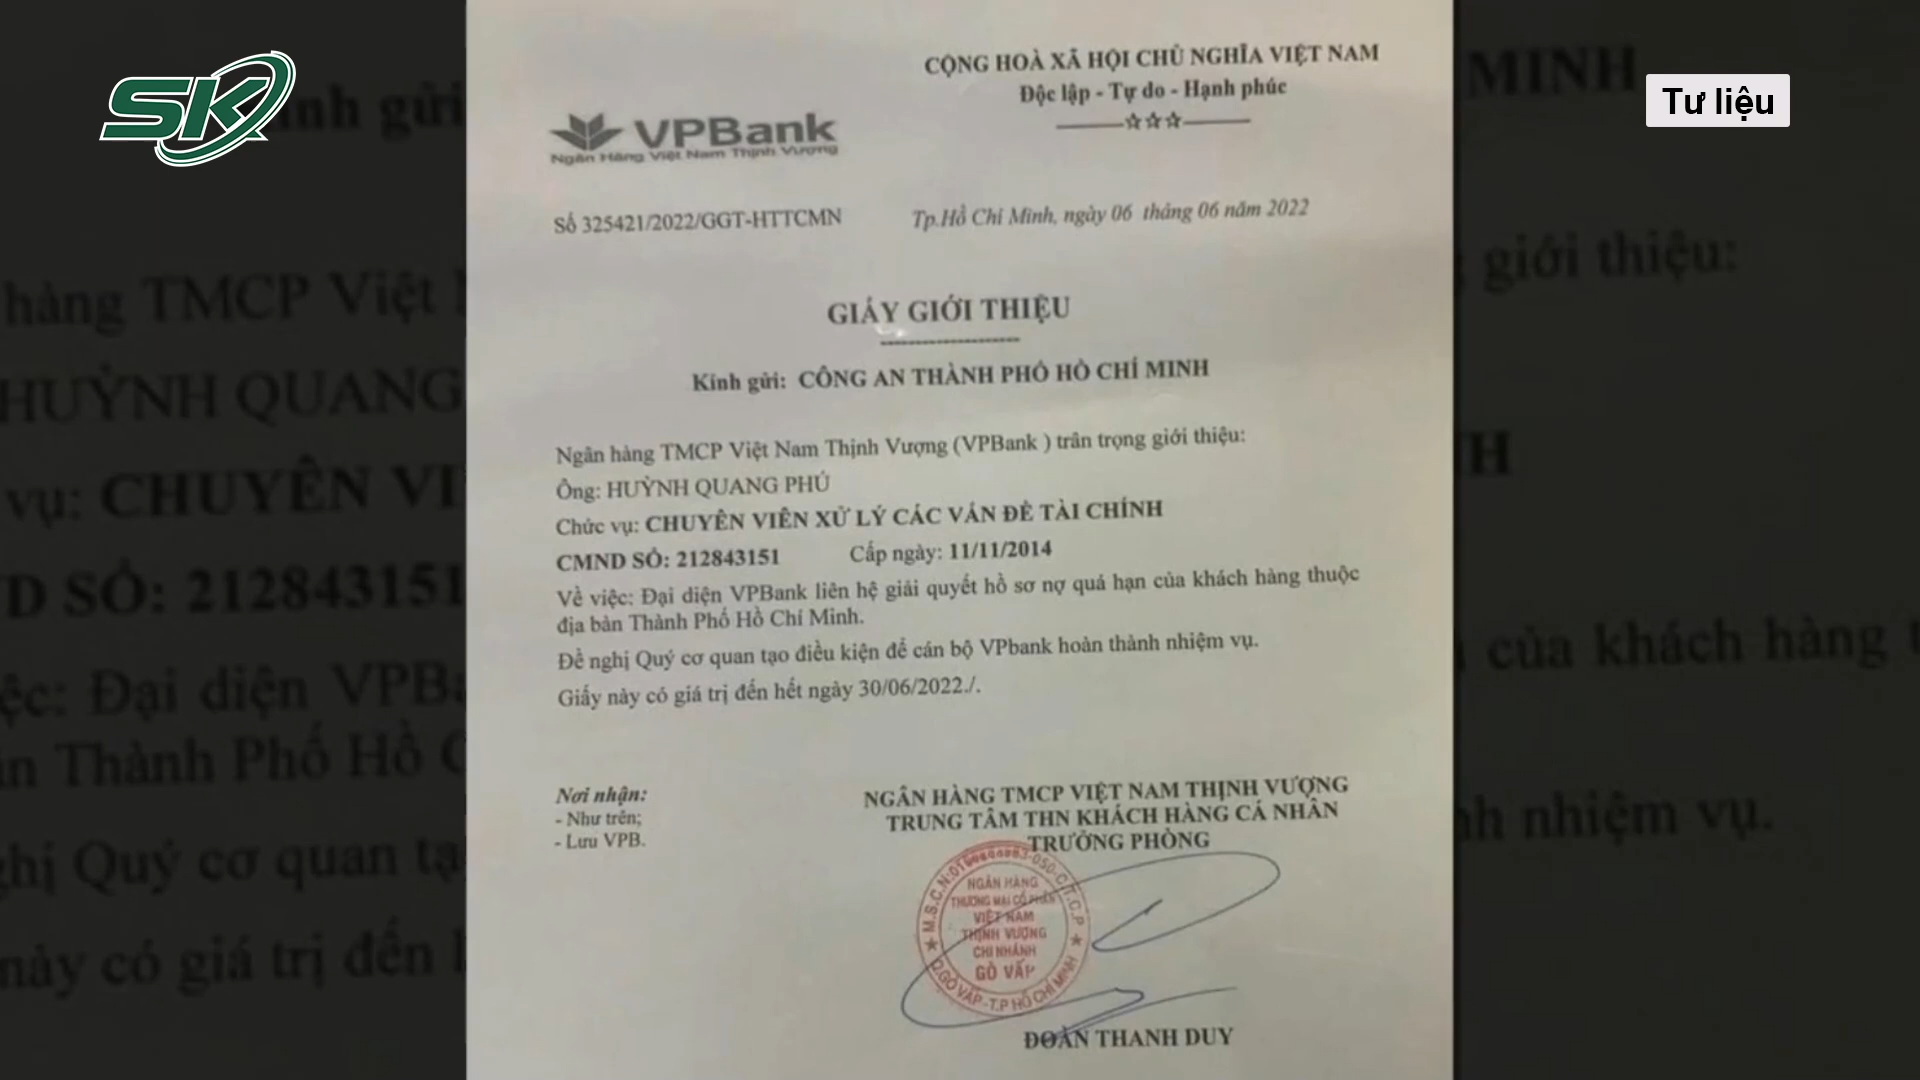 SK
Tư liệu
CỘNG HOÀ XÃ HỘI CHỦ NGHĨA VIỆT NAM
Độc lập - Tự do - Hạnh phúc
VPBank
Ngân Hàng Việt Nam Thịnh Vượng
Số 325421/2022/GGT-HTTCMN
Tp.Hồ Chí Minh, ngày 06 tháng 06 năm 2022
GIẤY GIỚI THIỆU
Kính gửi: CÔNG AN THÀNH PHỐ HỒ CHÍ MINH
Ngân hàng TMCP Việt Nam Thịnh Vượng (VPBank ) trân trọng giới thiệu:
Ông: HUỲNH QUANG PHÚ
Chức vụ: CHUYÊN VIÊN XỬ LÝ CÁC VẤN ĐỀ TÀI CHÍNH
CMND SỐ: 212843151 Cấp ngày: 11/11/2014
Về việc: Đại diện VPBank liên hệ giải quyết hồ sơ nợ quá hạn của khách hàng thuộc
địa bàn Thành Phố Hồ Chí Minh.
Đề nghị Quý cơ quan tạo điều kiện để cán bộ VPbank hoàn thành nhiệm vụ.
Giấy này có giá trị đến hết ngày 30/06/2022./.
Nơi nhận:
- Như trên;
- Lưu VPB.
NGÂN HÀNG TMCP VIỆT NAM THỊNH VƯỢNG
TRUNG TÂM THN KHÁCH HÀNG CÁ NHÂN
TRƯỞNG PHÒNG
NGÂN HÀNG
THƯƠNG MẠI CỔ PHẦN
VIỆT NAM
THỊNH VƯỢNG
CHI NHÁNH
GÒ VẤP
Q.GÒ VẤP-T.P HỒ CHÍ MINH
ĐOÀN THANH DUY